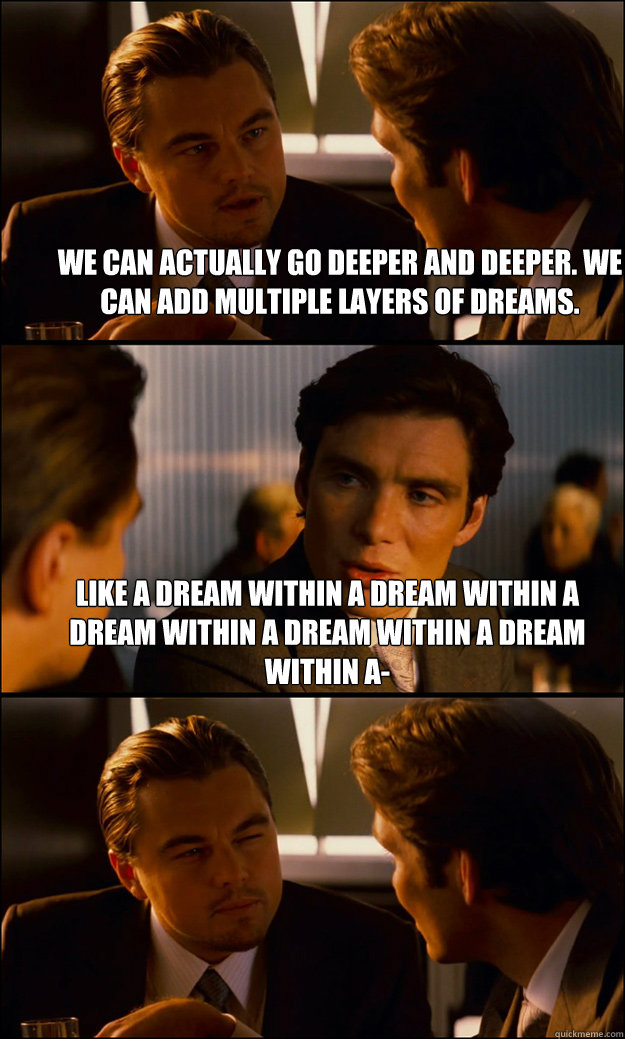 WE CAN ACTUALLY GO DEEPER AND DEEPER. WE
CAN ADD MULTIPLE LAYERS OF DREAMS.
LIKE A DREAM WITHIN A DREAM WITHIN A
DREAM WITHIN A DREAM WITHIN A DREAM
WITHIN A-
quickmeme.com